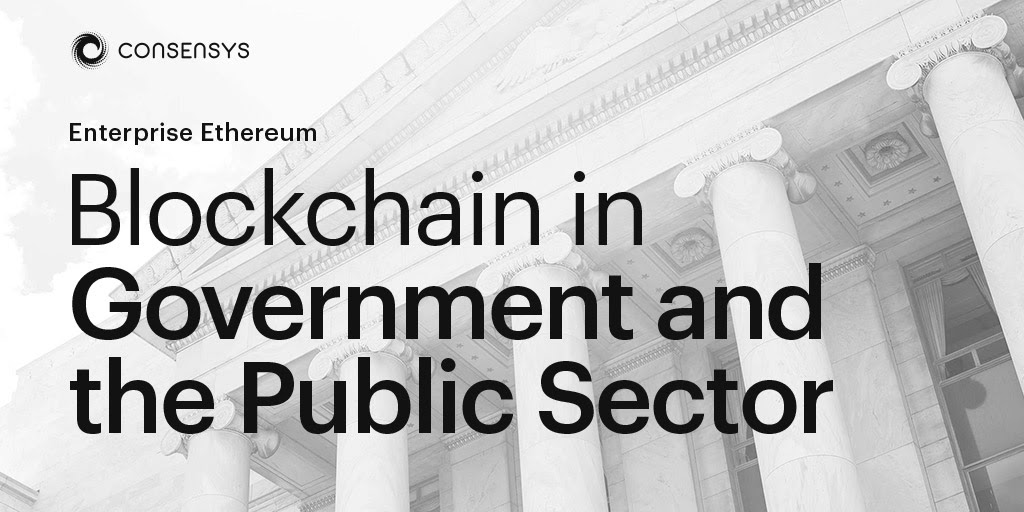 CONSENSYS
Enterprise Ethereum
Blockchain in
Government and
the Public Sector